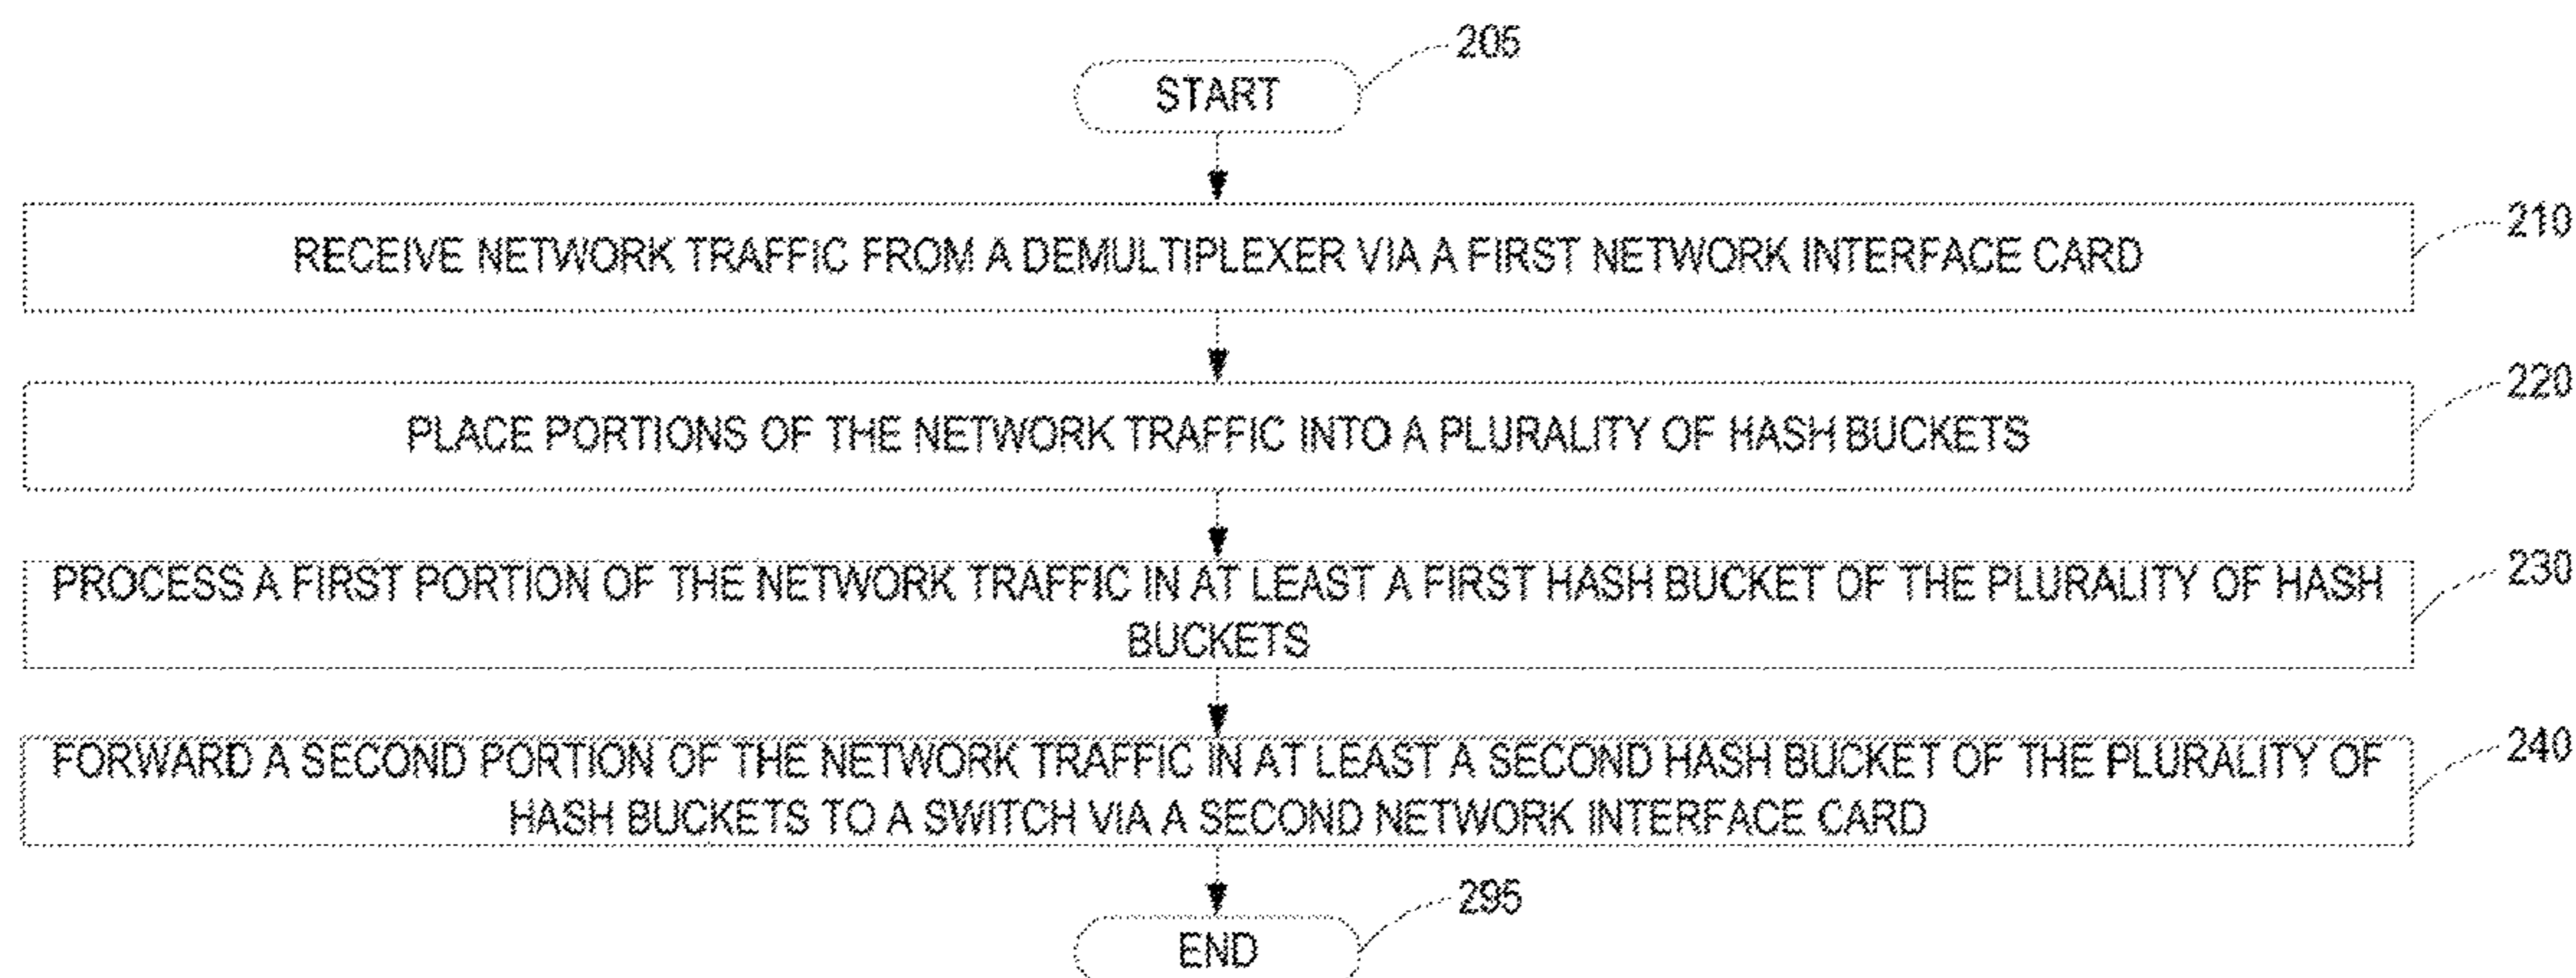 205
START
210
RECEIVE NETWORK TRAFFIC FROM A DEMULTIPLEXER VIA A FIRST NETWORK INTERFACE CARD
220
PLACE PORTIONS OF THE NETWORK TRAFFIC INTO A PLURALITY OF HASH BUCKETS
230
PROCESS A FIRST PORTION OF THE NETWORK TRAFFIC IN AT LEAST A FIRST HASH BUCKET OF THE PLURALITY OF HASH
BUCKETS
240
FORWARD A SECOND PORTION OF THE NETWORK TRAFFIC IN AT LEAST A SECOND HASH BUCKET OF THE PLURALITY OF
HASH BUCKETS TO A SWITCH VIA A SECOND NETWORK INTERFACE CARD
295
END